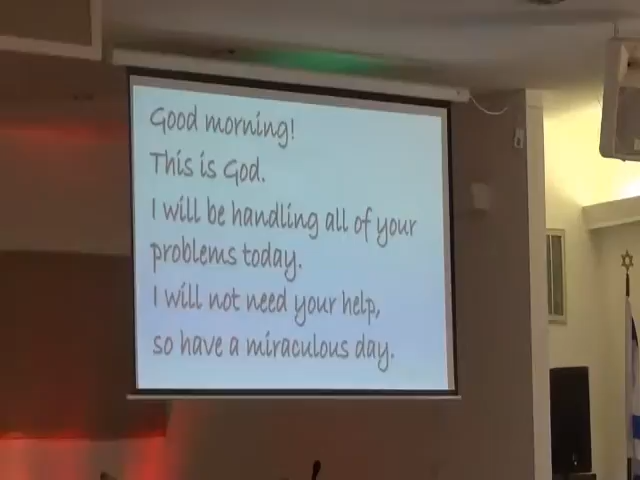 Good morning!
This is God.
I will be handling all of your
problems today.
I will not need your help,
so have a miraculous day.